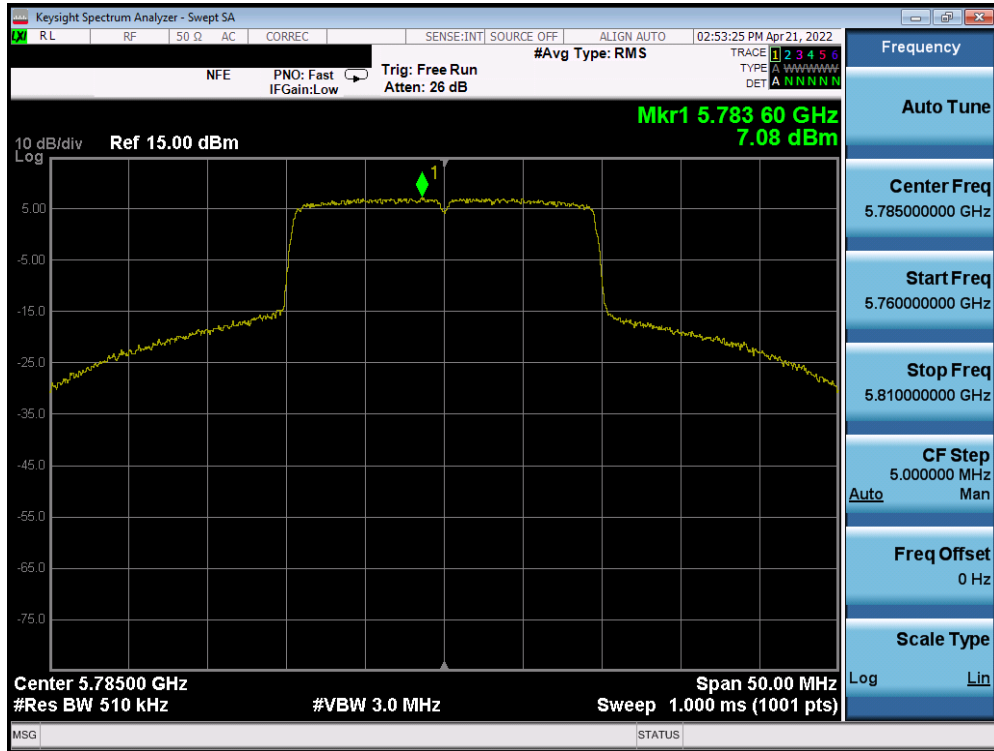 Keysight Spectrum Analyzer - Swept SA
LXI RL RF 50 Ω AC CORREC SENSE:INT SOURCE OFF ALIGN AUTO 02:53:25 PM Apr 21, 2022
NFE PNO: Fast Trig: Free Run #Avg Type: RMS TRACE 1 2 3 4 5 6
IFGain:Low Atten: 26 dB TYPE A WWWWW
DET A N N N N N
Mkr1 5.783 60 GHz
7.08 dBm
10 dB/div Ref 15.00 dBm
Log
1
5.00
-5.00
-15.0
-25.0
-35.0
-45.0
-55.0
-65.0
-75.0
Center 5.78500 GHz Span 50.00 MHz
#Res BW 510 kHz #VBW 3.0 MHz Sweep 1.000 ms (1001 pts)
MSG STATUS
Frequency
Auto Tune
Center Freq
5.785000000 GHz
Start Freq
5.760000000 GHz
Stop Freq
5.810000000 GHz
CF Step
5.000000 MHz
Auto Man
Freq Offset
0 Hz
Scale Type
Log Lin